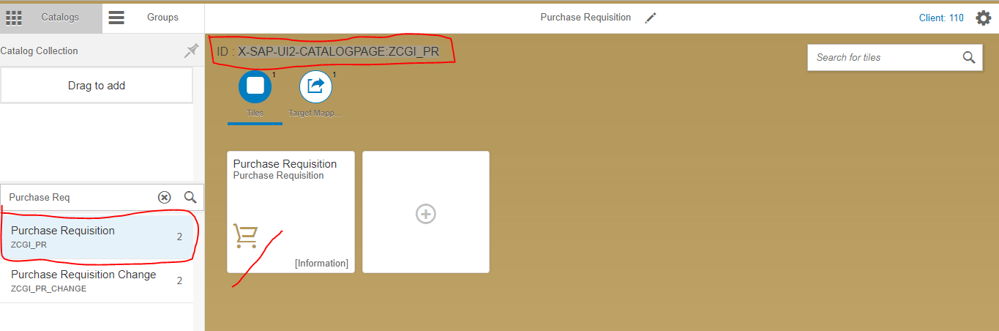 Catalogs
Groups
Purchase Requisition
Client: 110
Catalog Collection
Drag to add
Purchase Req
Purchase Requisition
2
ZCGI_PR
Purchase Requisition Change
2
ZCGI_PR_CHANGE
ID : X-SAP-UI2-CATALOGPAGE:ZCGI_PR
Search for tiles
1
1
Tiles
Target Mapp...
Purchase Requisition
Purchase Requisition
[Information]